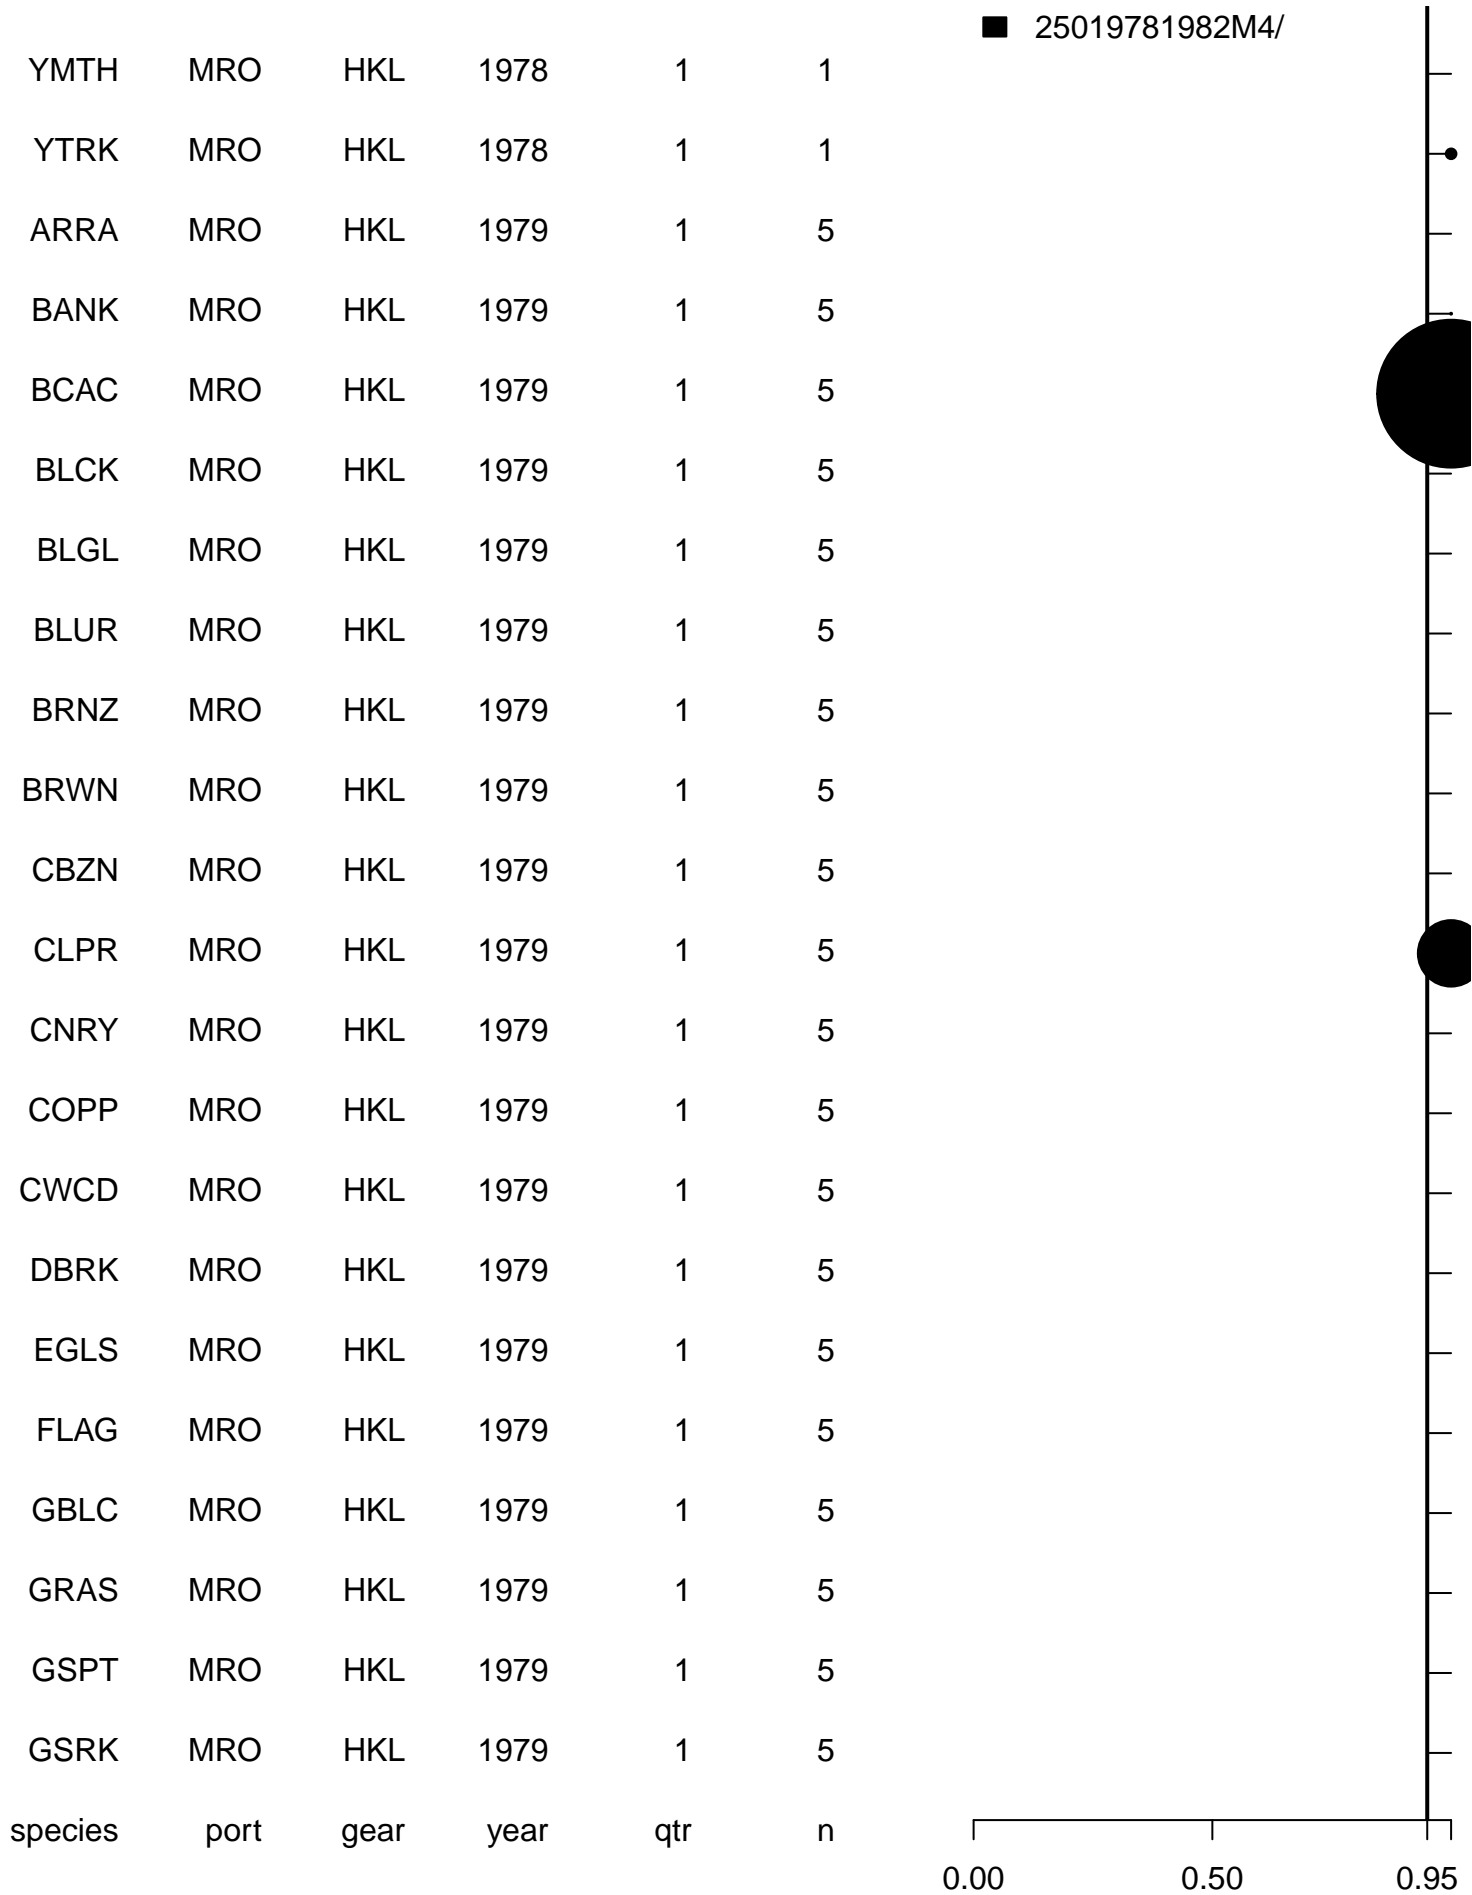 25019781982M4/
YMTH MRO HKL 1978 1 1
YTRK MRO HKL 1978 1 1
ARRA MRO HKL 1979 1 5
BANK MRO HKL 1979 1 5
BCAC MRO HKL 1979 1 5
BLCK MRO HKL 1979 1 5
BLGL MRO HKL 1979 1 5
BLUR MRO HKL 1979 1 5
BRNZ MRO HKL 1979 1 5
BRWN MRO HKL 1979 1 5
CBZN MRO HKL 1979 1 5
CLPR MRO HKL 1979 1 5
CNRY MRO HKL 1979 1 5
COPP MRO HKL 1979 1 5
CWCD MRO HKL 1979 1 5
DBRK MRO HKL 1979 1 5
EGLS MRO HKL 1979 1 5
FLAG MRO HKL 1979 1 5
GBLC MRO HKL 1979 1 5
GRAS MRO HKL 1979 1 5
GSPT MRO HKL 1979 1 5
GSRK MRO HKL 1979 1 5
species port gear year qtr n
0.00 0.50 0.95